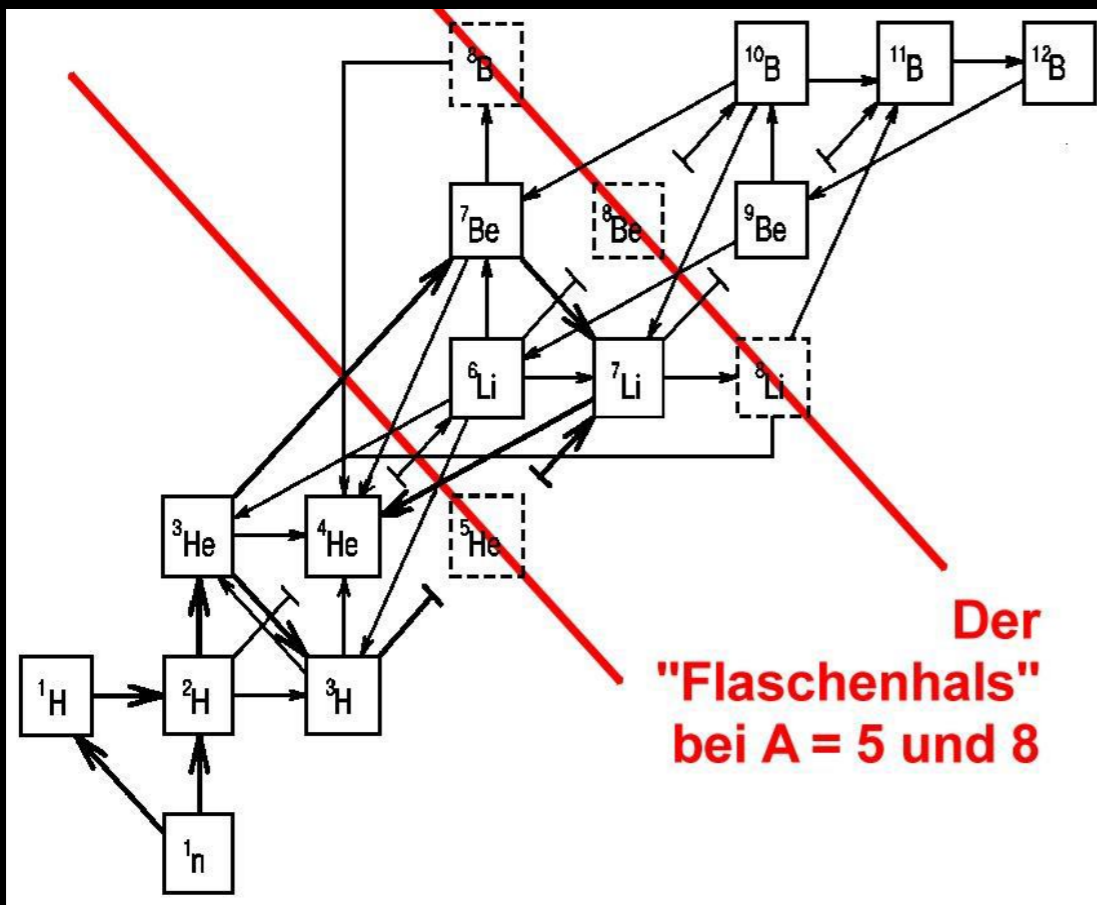 ⁸B
¹⁰B
¹¹B
¹²B
⁷Be
⁸Be
⁹Be
⁶Li
⁷Li
⁸Li
³He
⁴He
⁵He
¹H
²H
³H
¹n
Der
"Flaschenhals"
bei A = 5 und 8